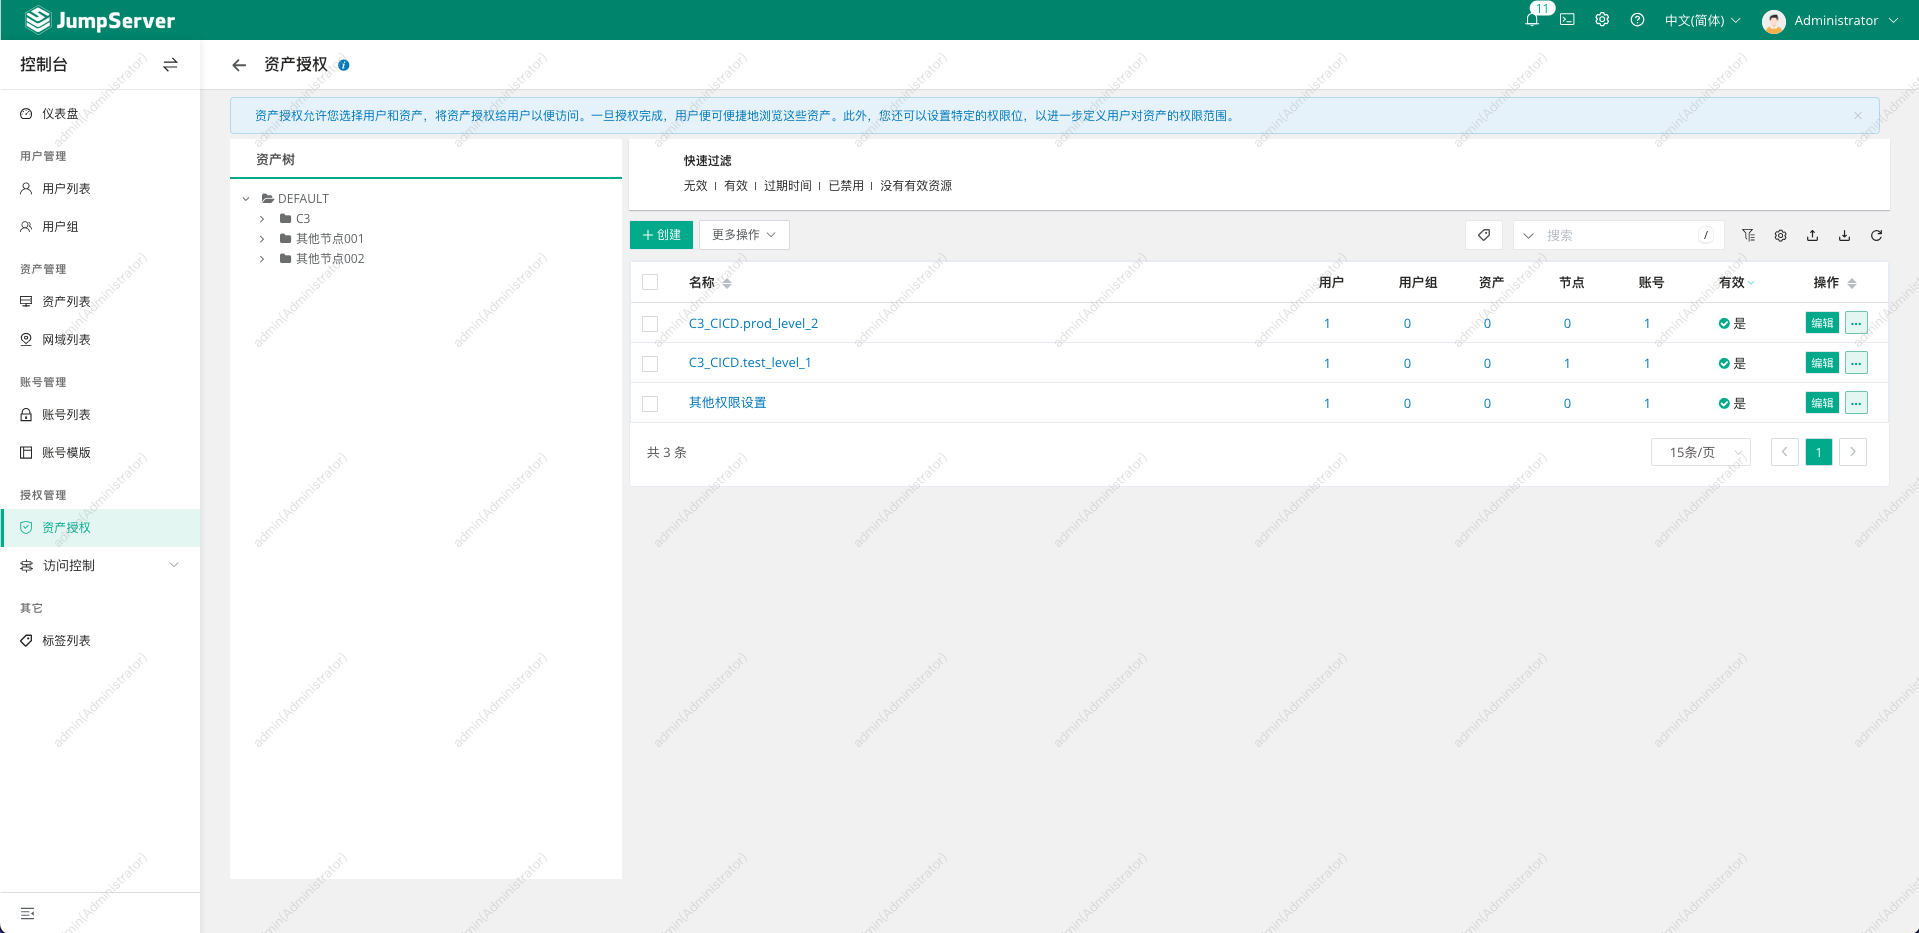 JumpServer
11
中文(简体)
Administrator
控制台
仪表盘
用户管理
用户列表
用户组
资产管理
资产列表
网域列表
账号管理
账号列表
账号模版
授权管理
资产授权
访问控制
其它
标签列表
资产授权
资产授权允许您选择用户和资产，将资产授权给用户以便访问。一旦授权完成，用户便可便捷地浏览这些资产。此外，您还可以设置特定的权限位，以进一步定义用户对资产的权限范围。
资产树
DEFAULT
C3
其他节点001
其他节点002
快速过滤
无效 | 有效 | 过期时间 | 已禁用 | 没有有效资源
创建 更多操作 搜索 /
名称 用户 用户组 资产 节点 账号 有效 操作
C3_CICD.prod_level_2 1 0 0 0 1 是 编辑 ...
C3_CICD.test_level_1 1 0 0 1 1 是 编辑 ...
其他权限设置 1 0 0 0 1 是 编辑 ...
共 3 条 15条/页 1
admin(Administrator)